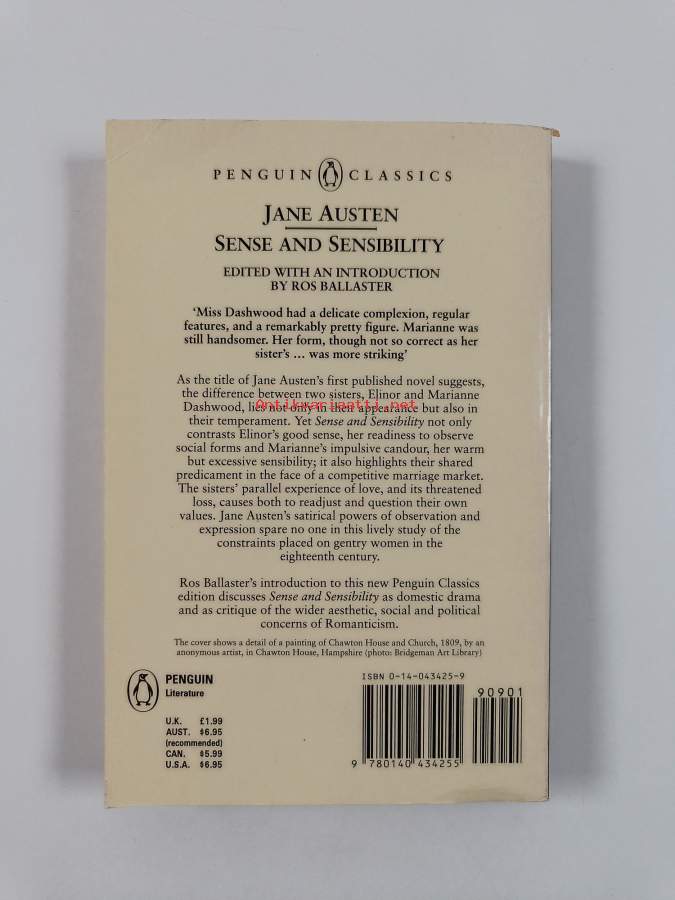 PENGUIN CLASSICS
JANE AUSTEN
SENSE AND SENSIBILITY
EDITED WITH AN INTRODUCTION
BY ROS BALLASTER
‘Miss Dashwood had a delicate complexion, regular
features, and a remarkably pretty figure. Marianne was
still handsomer. Her form, though not so correct as her
sister’s ... was more striking’
As the title of Jane Austen’s first published novel suggests,
the difference between two sisters, Elinor and Marianne
Antikvariaatti.net
Dashwood, lies not only in their appearance but also in
their temperament. Yet Sense and Sensibility not only
contrasts Elinor’s good sense, her readiness to observe
social forms and Marianne’s impulsive candour, her warm
but excessive sensibility; it also highlights their shared
predicament in the face of a competitive marriage market.
The sisters’ parallel experience of love, and its threatened
loss, causes both to readjust and question their own
values. Jane Austen’s satirical powers of observation and
expression spare no one in this lively study of the
constraints placed on gentry women in the
eighteenth century.
Ros Ballaster’s introduction to this new Penguin Classics
edition discusses Sense and Sensibility as domestic drama
and as critique of the wider aesthetic, social and political
concerns of Romanticism.
The cover shows a detail of a painting of Chawton House and Church, 1809, by an
anonymous artist, in Chawton House, Hampshire (photo: Bridgeman Art Library)
PENGUIN
Literature
U.K. £1.99
AUST. $6.95
(recommended)
CAN. $5.99
U.S.A. $6.95
ISBN 0-14-043425-9
90901
9 780140 434255